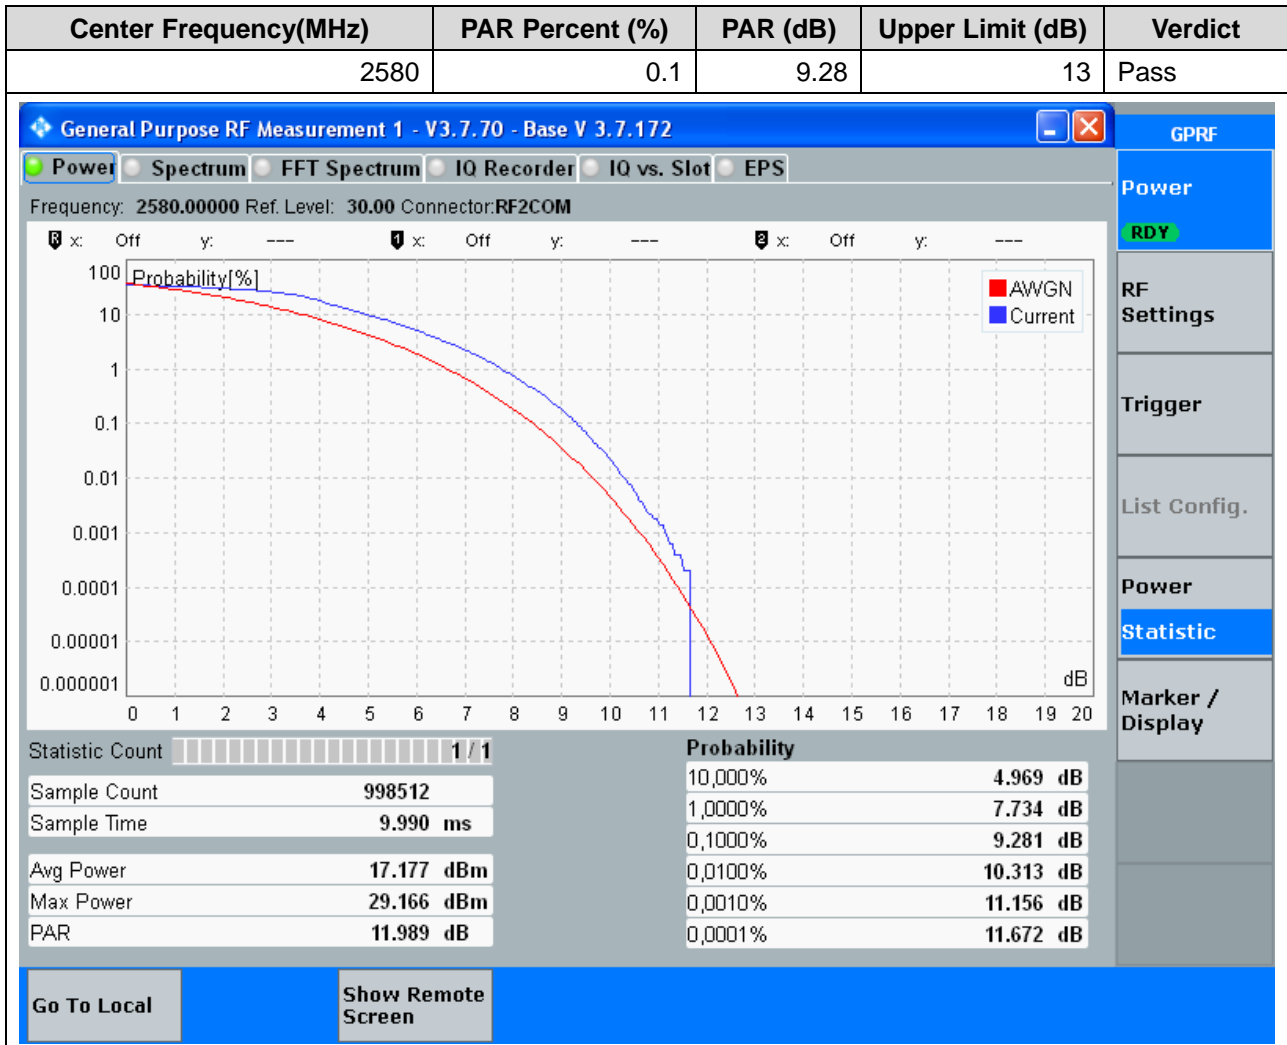 Center Frequency(MHz) PAR Percent (%) PAR (dB) Upper Limit (dB) Verdict
2580 0.1 9.28 13 Pass
General Purpose RF Measurement 1 - V3.7.70 - Base V 3.7.172
GPRF
Power Spectrum FFT Spectrum IQ Recorder IQ vs. Slot EPS
Frequency: 2580.00000 Ref. Level: 30.00 Connector:RF2COM
R x: Off y: --- 1 x: Off y: --- 2 x: Off y: ---
Probability[%]
AWGN
Current
100
10
1
0.1
0.01
0.001
0.0001
0.00001
0.000001
dB
0 1 2 3 4 5 6 7 8 9 10 11 12 13 14 15 16 17 18 19 20
Statistic Count 1 / 1
Sample Count 998512
Sample Time 9.990 ms
Avg Power 17.177 dBm
Max Power 29.166 dBm
PAR 11.989 dB
Probability
10,000% 4.969 dB
1,0000% 7.734 dB
0,1000% 9.281 dB
0,0100% 10.313 dB
0,0010% 11.156 dB
0,0001% 11.672 dB
Power
RDY
RF
Settings
Trigger
List Config.
Power
Statistic
Marker /
Display
Go To Local
Show Remote
Screen